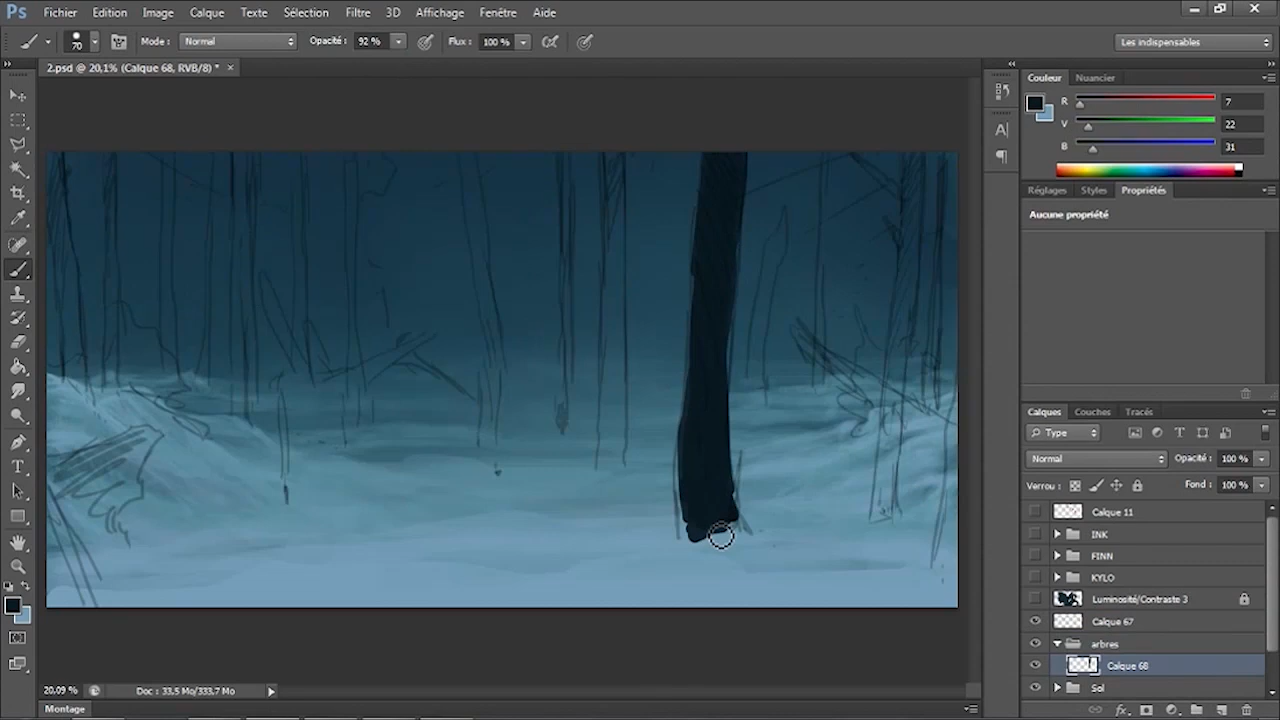 Ps Fichier Edition Image Calque Texte Sélection Filtre 3D Affichage Fenêtre Aide
70 Mode : Normal Opacité : 92 % Flux : 100 % Les indispensables
2.psd @ 20,1% (Calque 68, RVB/8) * ×
Couleur Nuancier
R 7
V 22
B 31
Réglages Styles Propriétés
Aucune propriété
Calques Couches Tracés
Type
Normal Opacité : 100 %
Verrou : Fond : 100 %
Calque 11
INK
FINN
KYLO
Luminosité/Contraste 3
Calque 67
arbres
Calque 68
Sol
20,09 % Doc : 33,5 Mo/333,7 Mo
Montage